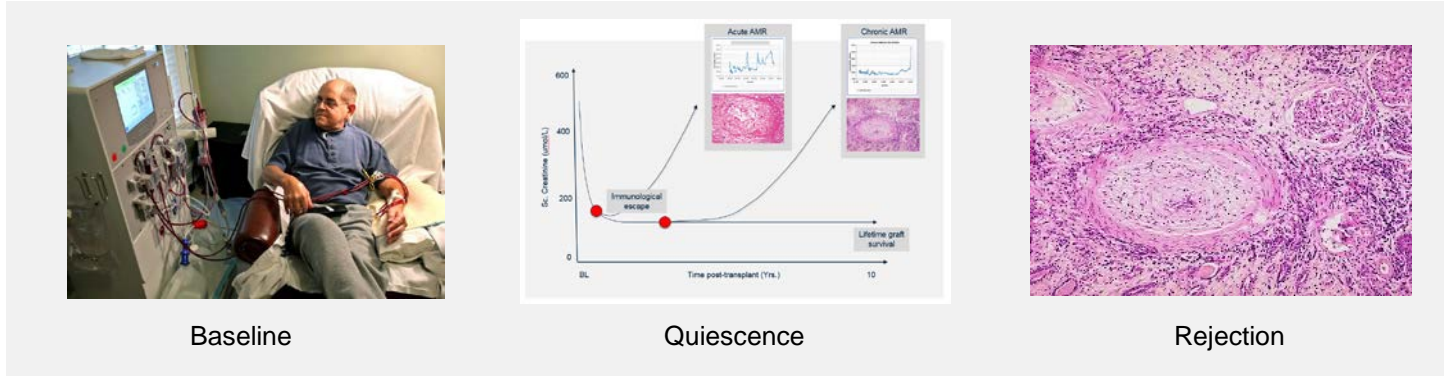 Acute AMR
Chronic AMR
600
400
200
0
Sc. Creatinine (umol/L)
Immunological
escape
Lifetime graft
survival
BL
Time post-transplant (Yrs.)
10
Baseline
Quiescence
Rejection